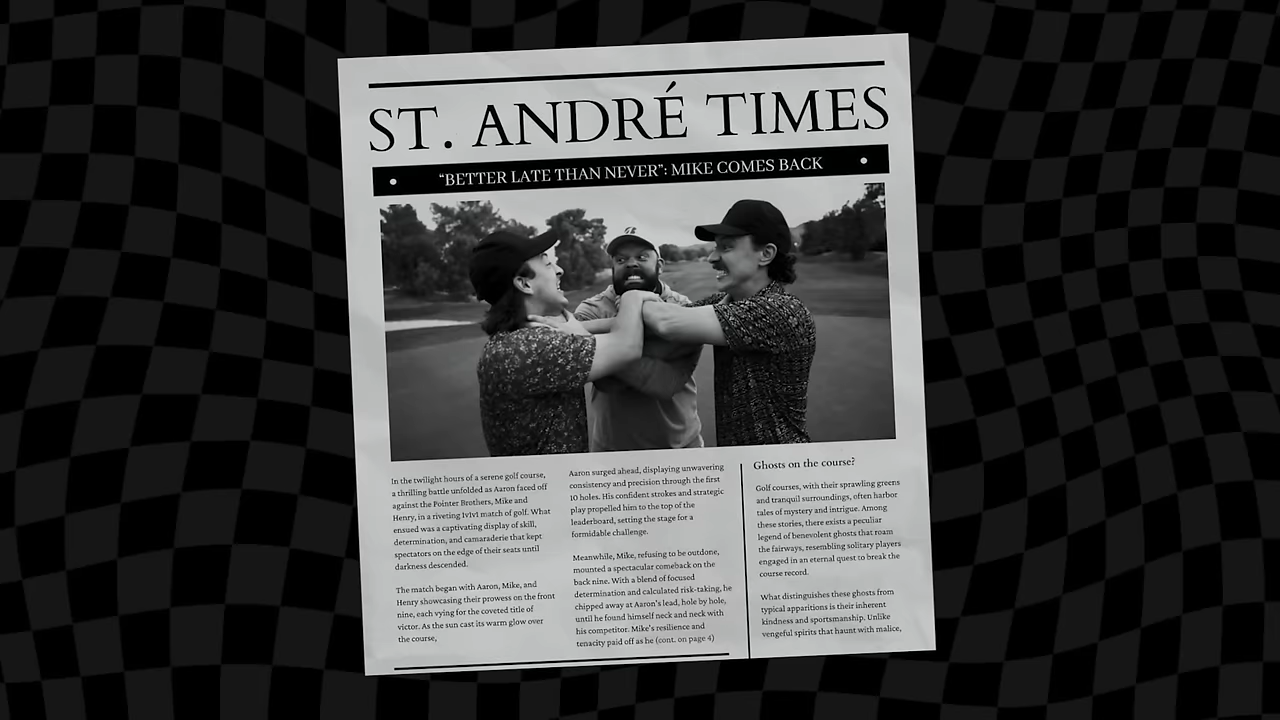 ST. ANDRÉ TIMES
“BETTER LATE THAN NEVER”: MIKE COMES BACK
In the twilight hours of a serene golf course,
a thrilling battle unfolded as Aaron faced off
against the Pointer Brothers, Mike and
Henry, in a riveting 1v1v1 match of golf. What
ensued was a captivating display of skill,
determination, and camaraderie that kept
spectators on the edge of their seats until
darkness descended.
The match began with Aaron, Mike, and
Henry showcasing their prowess on the front
nine, each vying for the coveted title of
victor. As the sun cast its warm glow over
the course,
Aaron surged ahead, displaying unwavering
consistency and precision through the first
10 holes. His confident strokes and strategic
play propelled him to the top of the
leaderboard, setting the stage for a
formidable challenge.
Meanwhile, Mike, refusing to be outdone,
mounted a spectacular comeback on the
back nine. With a blend of focused
determination and calculated risk-taking, he
chipped away at Aaron's lead, hole by hole,
until he found himself neck and neck with
his competitor. Mike's resilience and
tenacity paid off as he (cont. on page 4)
Ghosts on the course?
Golf courses, with their sprawling greens
and tranquil surroundings, often harbor
tales of mystery and intrigue. Among
these stories, there exists a peculiar
legend of benevolent ghosts that roam
the fairways, resembling solitary players
engaged in an eternal quest to break the
course record.
What distinguishes these ghosts from
typical apparitions is their inherent
kindness and sportsmanship. Unlike
vengeful spirits that haunt with malice,